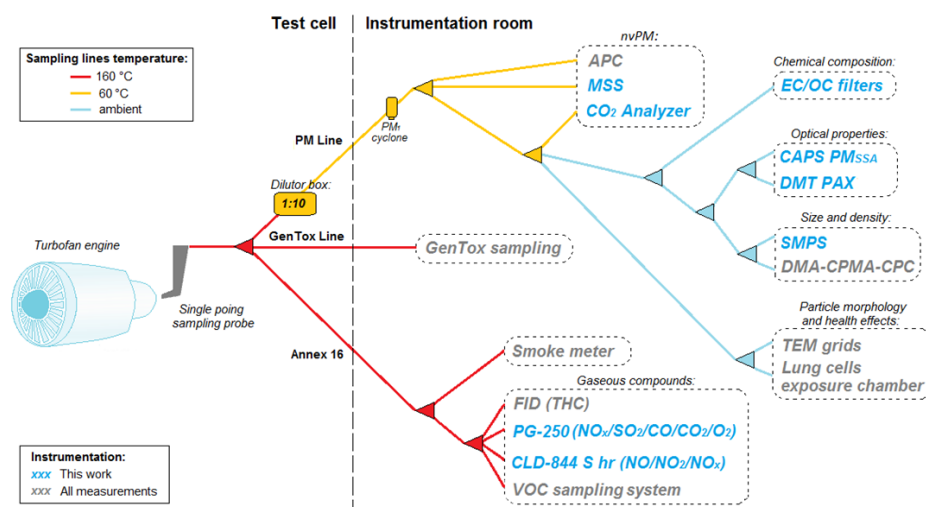 Test cell
Instrumentation room
Sampling lines temperature:
160 °C
60 °C
ambient
nvPM:
APC
MSS
CO2 Analyzer
Chemical composition:
EC/OC filters
PM1
cyclone
PM Line
Optical properties:
CAPS PMSSA
DMT PAX
Dilutor box:
1:10
GenTox Line
GenTox sampling
Size and density:
SMPS
DMA-CPMA-CPC
Turbofan engine
Single poing
sampling probe
Particle morphology
and health effects:
TEM grids
Lung cells
exposure chamber
Annex 16
Smoke meter
Gaseous compounds:
FID (THC)
PG-250 (NOx/SO2/CO/CO2/O2)
CLD-844 S hr (NO/NO2/NOx)
VOC sampling system
Instrumentation:
xxx This work
xxx All measurements